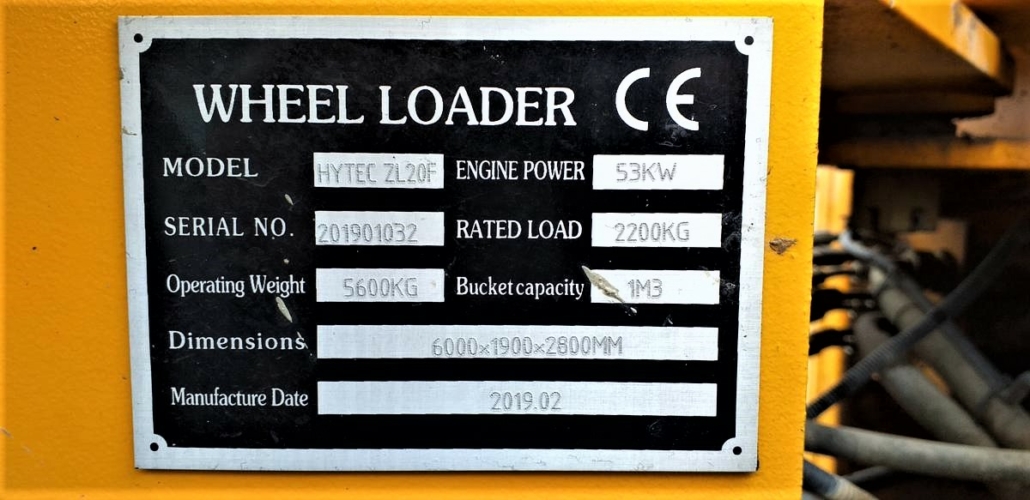 WHEEL LOADER CE
MODEL HYTEC ZL20F ENGINE POWER 53KW
SERIAL NO. 201901032 RATED LOAD 2200KG
Operating Weight 5600KG Bucket capacity 1M3
Dimensions 6000×1900×2800MM
Manufacture Date 2019.02